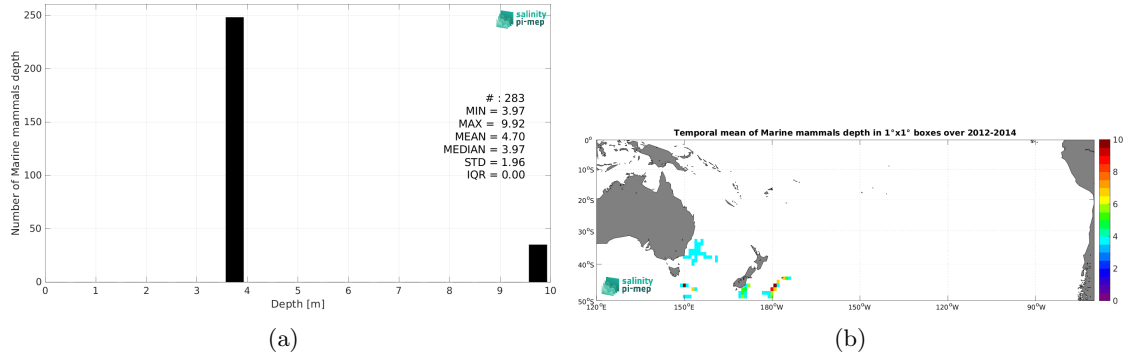 260
250
200
150
100
50
0
Number of Marine mammals depth
salinity
pi-mep
# : 283
MIN = 3.97
MAX = 9.92
MEAN = 4.70
MEDIAN = 3.97
STD = 1.96
IQR = 0.00
0 1 2 3 4 5 6 7 8 9 10
Depth [m]
(a)
Temporal mean of Marine mammals depth in 1°x1° boxes over 2012-2014
0°
10°S
20°S
30°S
40°S
50°S
salinity
pi-mep
120°E 150°E 180°W 150°W 120°W 90°W
10
8
6
4
2
0
(b)